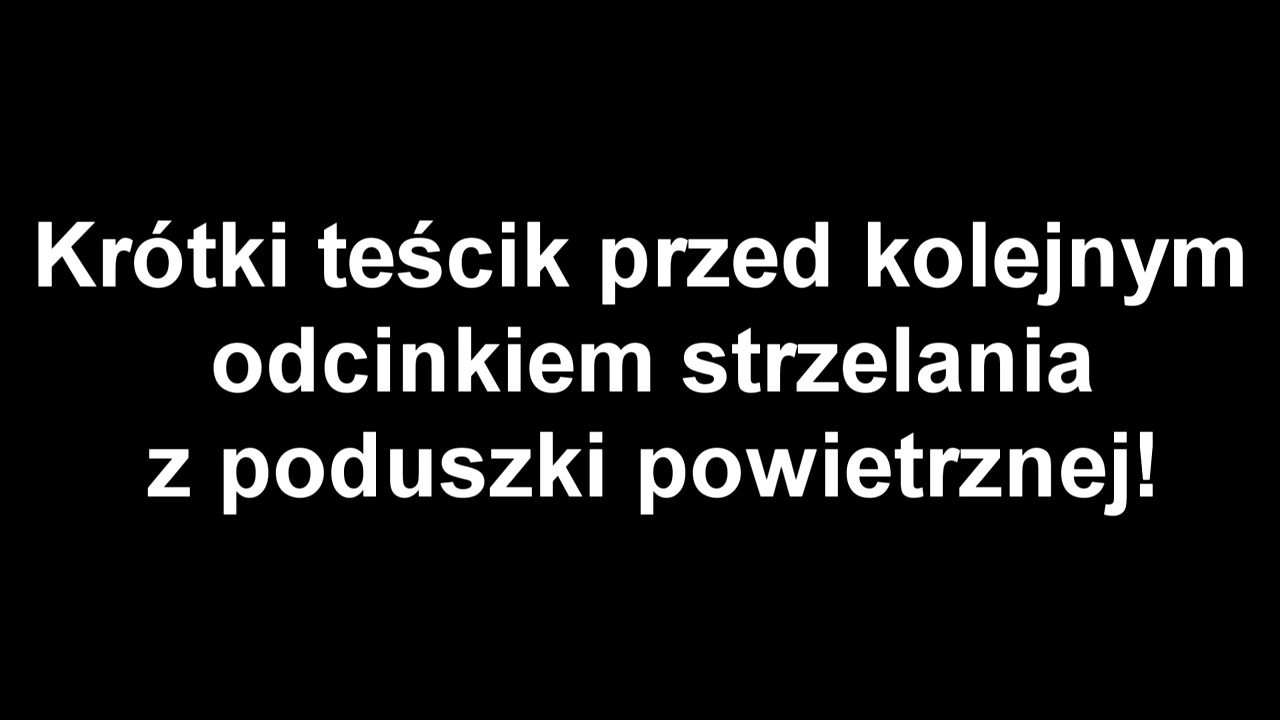 Krótki teścik przed kolejnym
odcinkiem strzelania
z poduszki powietrznej!